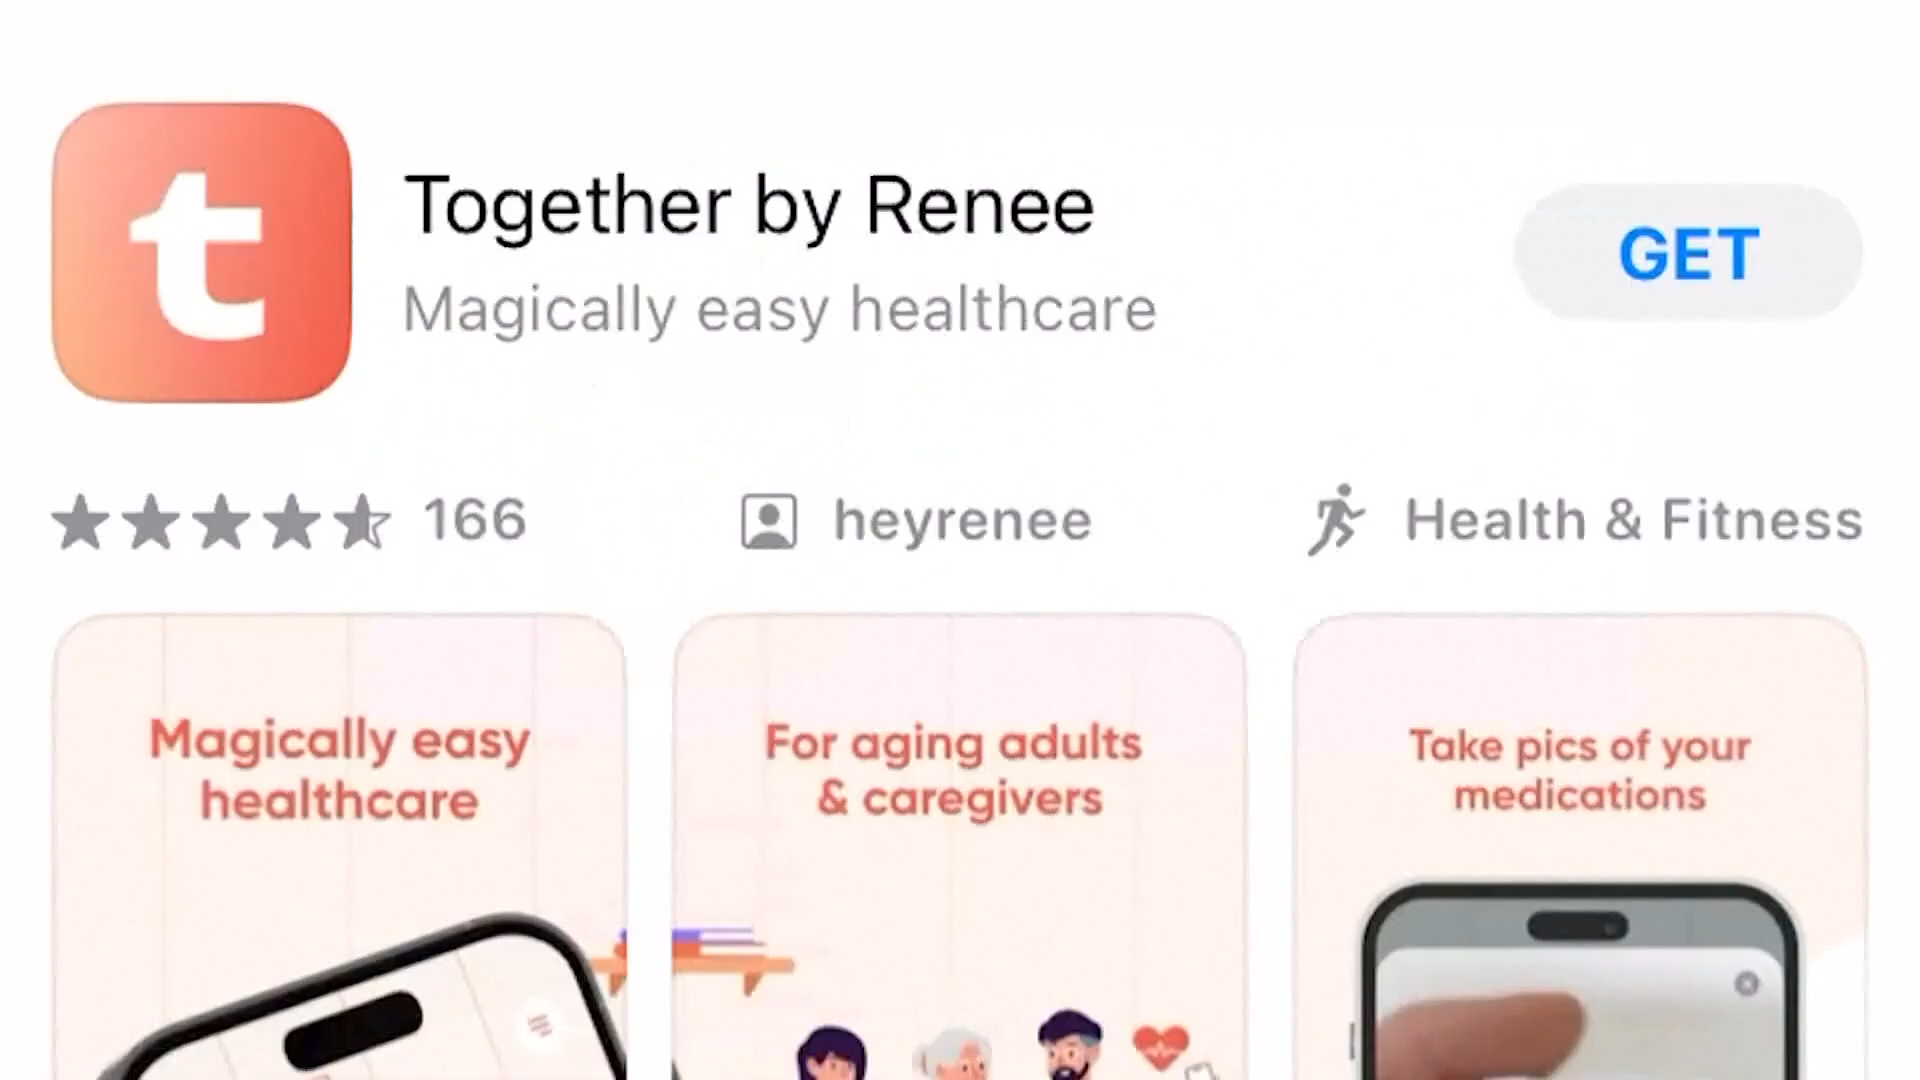 t
Together by Renee
Magically easy healthcare
GET
166
heyrenee
Health & Fitness
Magically easy
healthcare
For aging adults
& caregivers
Take pics of your
medications